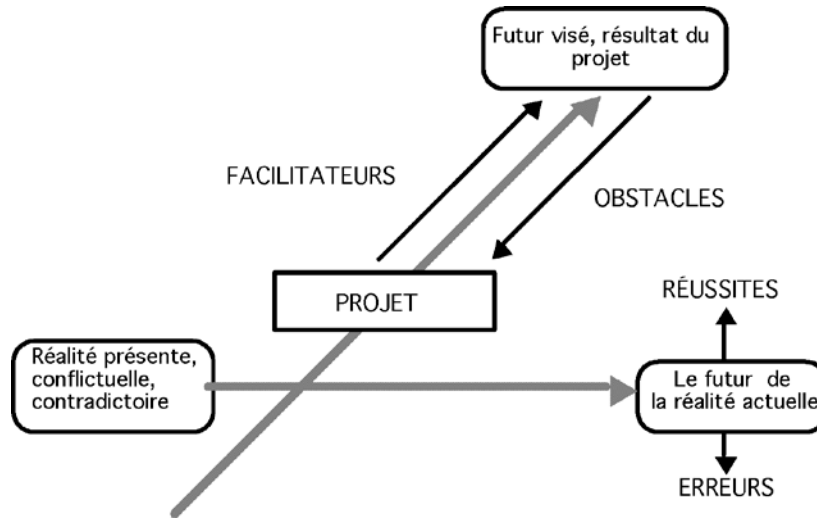 Futur visé, résultat du
projet
FACILITATEURS
OBSTACLES
PROJET
RÉUSSITES
Réalité présente,
conflictuelle,
contradictoire
Le futur de
la réalité actuelle
ERREURS